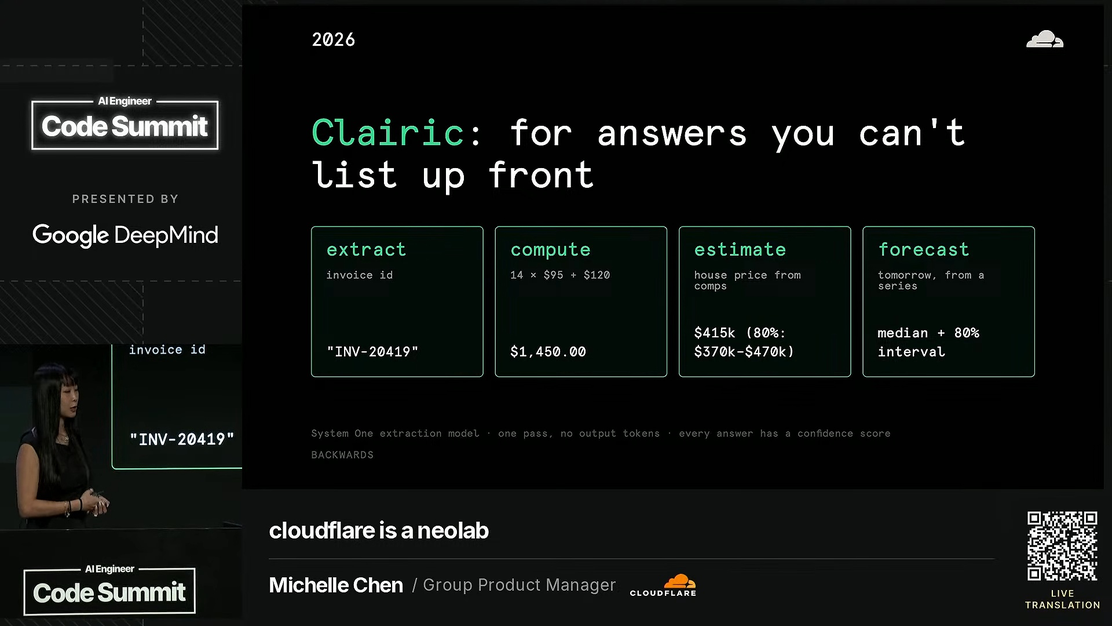 2026
Clairic: for answers you can't
list up front
extract
invoice id
"INV-20419"
compute
14 × $95 + $120
$1,450.00
estimate
house price from
comps
$415k (80%:
$370k–$470k)
forecast
tomorrow, from a
series
median + 80%
interval
System One extraction model · one pass, no output tokens · every answer has a confidence score
BACKWARDS
AI Engineer
Code Summit
PRESENTED BY
Google DeepMind
invoice id
"INV-20419"
AI Engineer
Code Summit
cloudflare is a neolab
Michelle Chen / Group Product Manager
CLOUDFLARE
LIVE
TRANSLATION